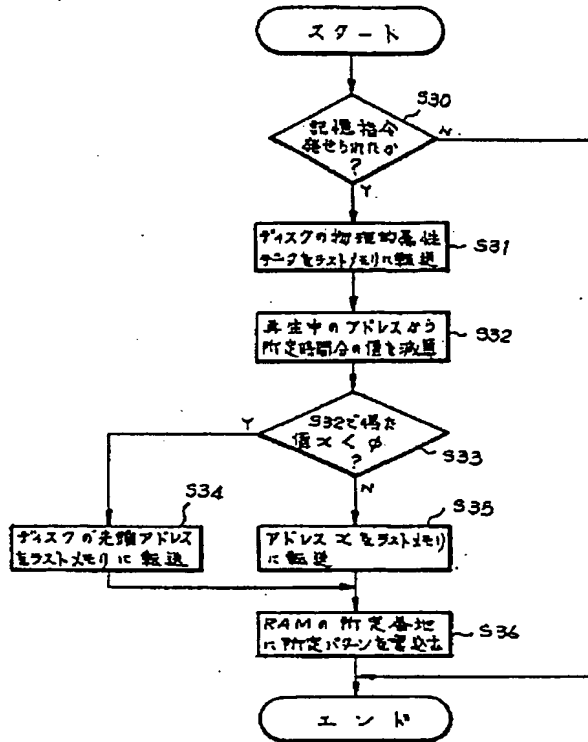 スタート
S30
記憶指令
発せられたか
?
N
Y
ディスクの物理的属性
データをラストメモリに転送
S31
再生中のアドレスから
所定時間分の値を減算
S32
Y
S32で得た
値x<φ
?
S33
N
S34
ディスクの先頭アドレス
をラストメモリに転送
S35
アドレスxをラストメモリ
に転送
RAMの所定番地
に所定パターンを書込む
S36
エンド